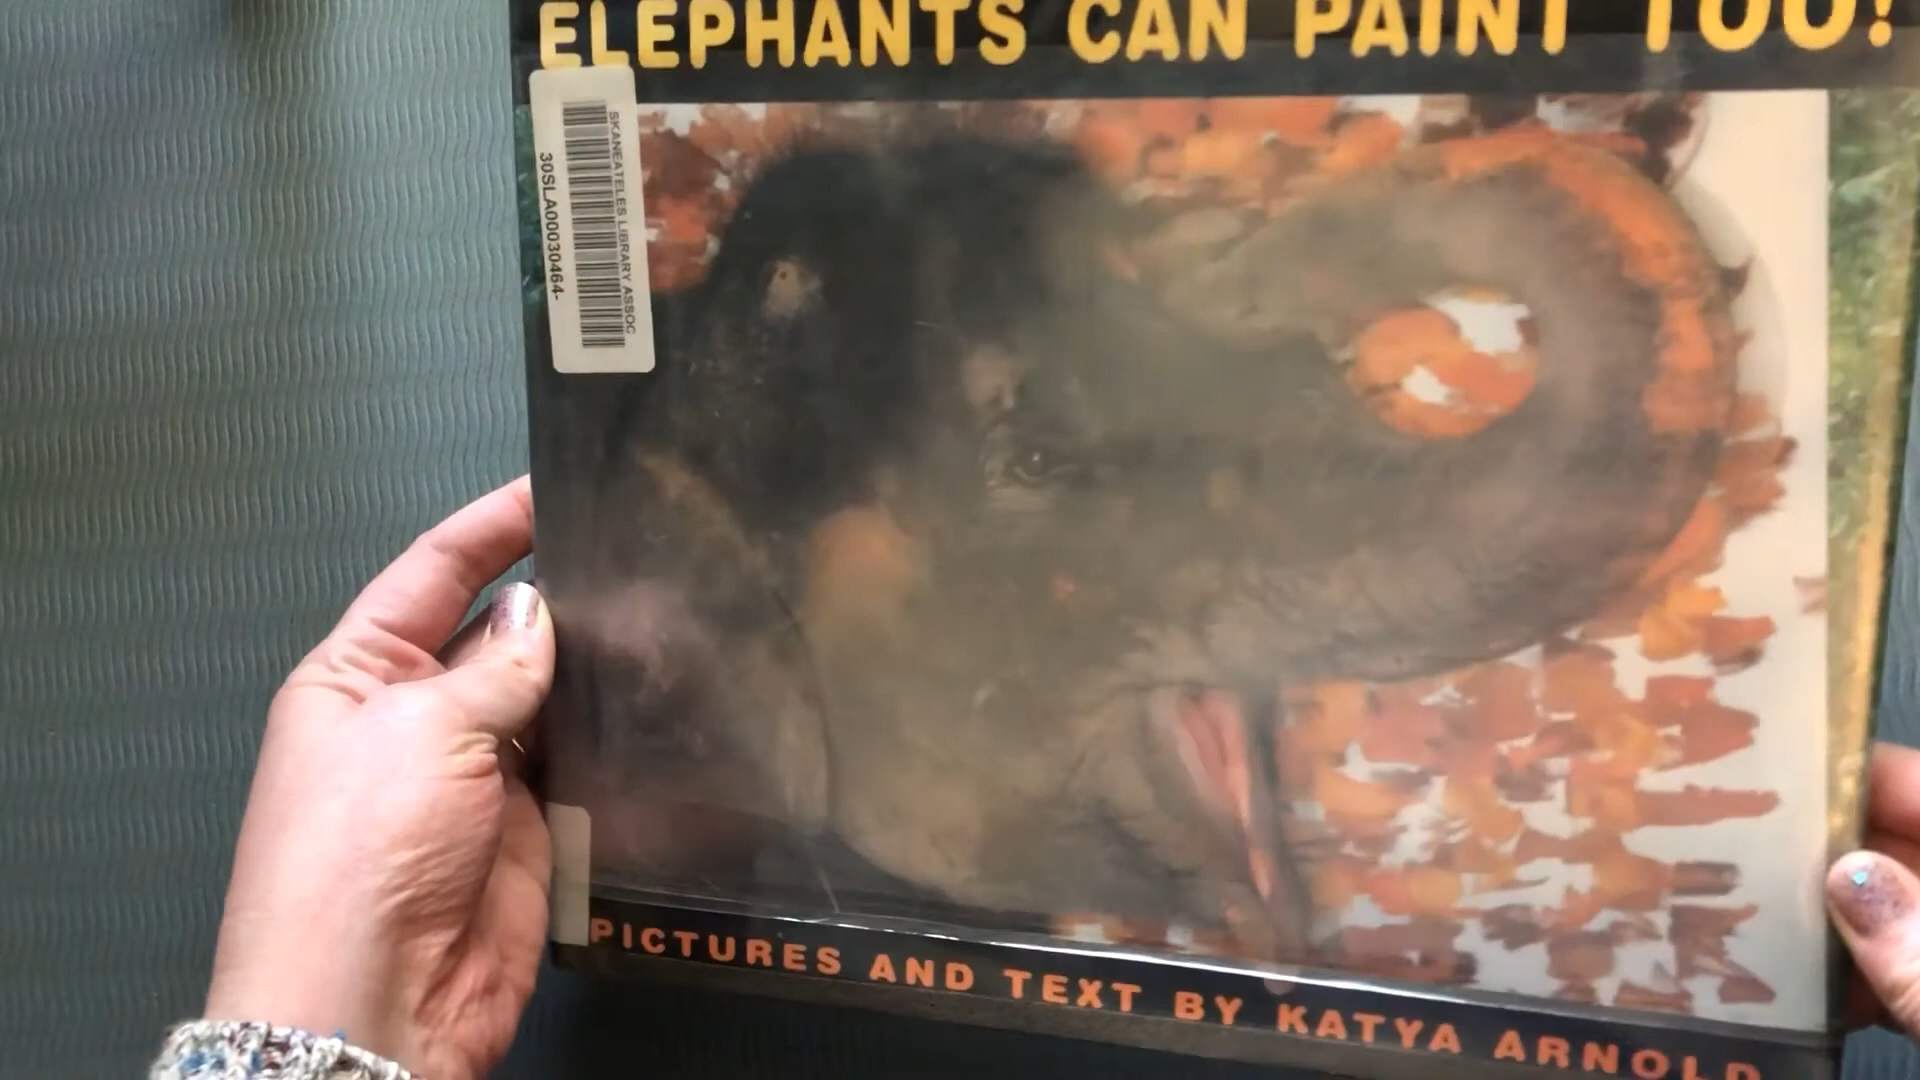 ELEPHANTS CAN PAINT TOO!
SKANEATELES LIBRARY ASSOC
30SLA00030464-
PICTURES AND TEXT BY KATYA ARNOLD